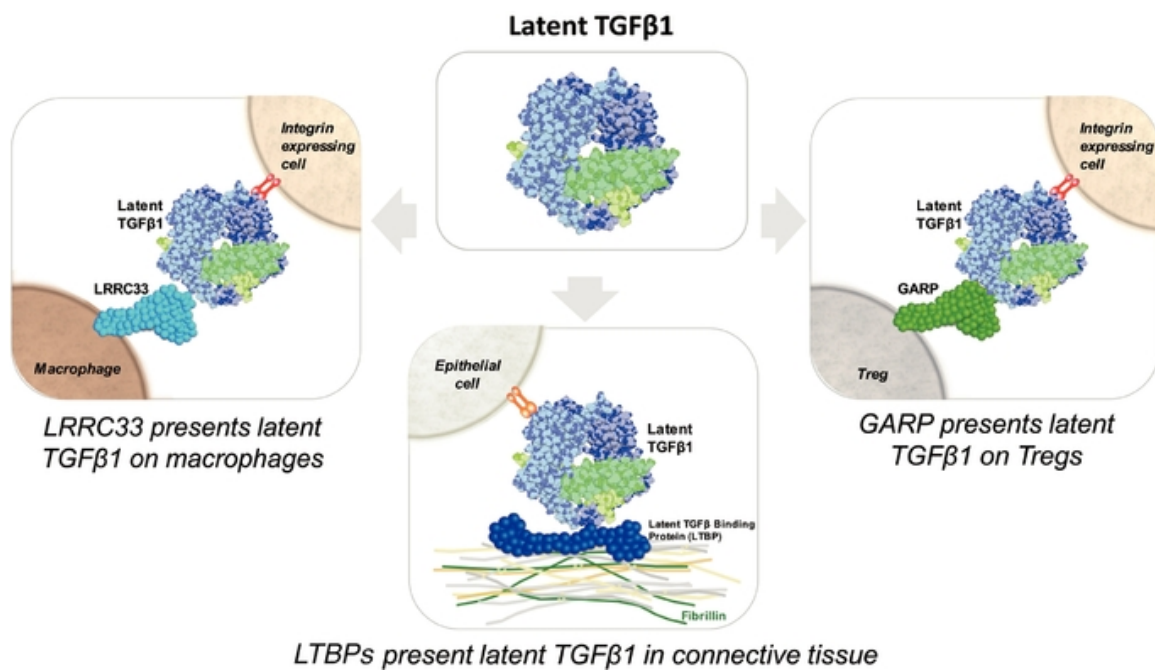 Latent TGFβ1
Integrin
expressing
cell
Latent
TGFβ1
LRRC33
Macrophage
LRRC33 presents latent
TGFβ1 on macrophages
Epithelial
cell
Latent
TGFβ1
Latent TGFβ Binding
Protein (LTBP)
Fibrillin
LTBPs present latent TGFβ1 in connective tissue
Integrin
expressing
cell
Latent
TGFβ1
GARP
Treg
GARP presents latent
TGFβ1 on Tregs